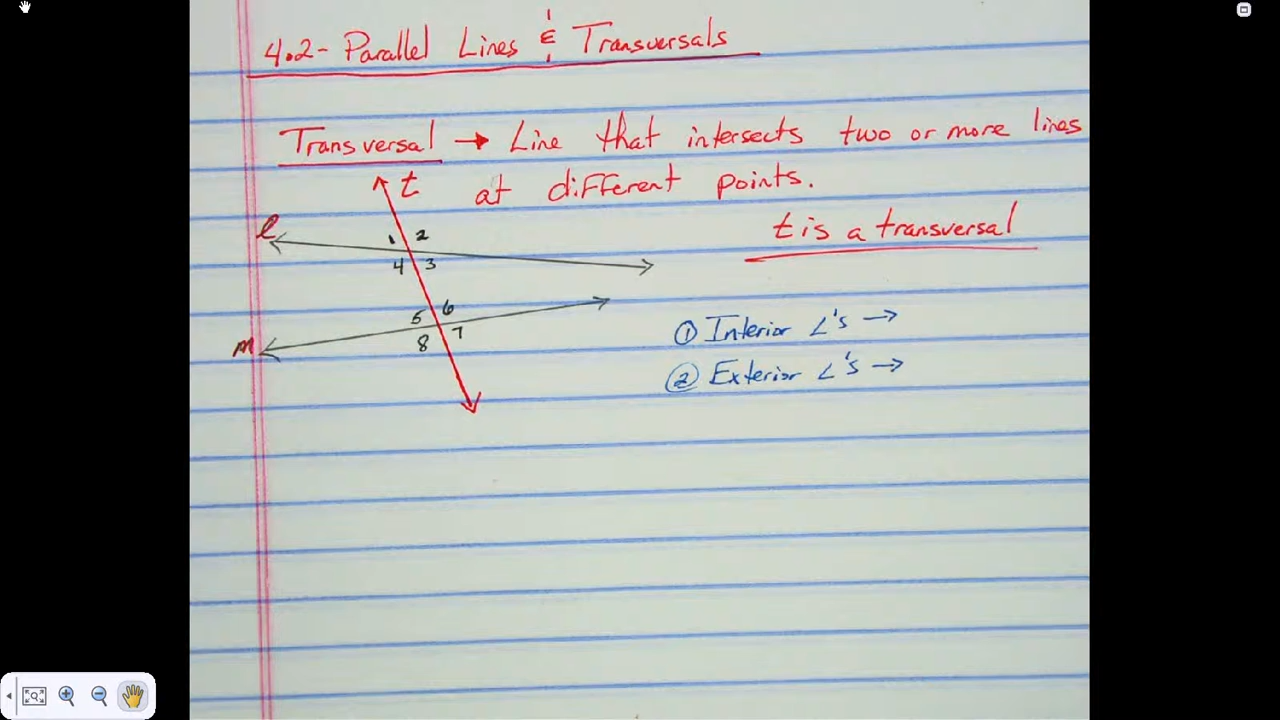 4.2- Parallel Lines & Transversals
Transversal → Line that intersects two or more lines
at different points.
t
t is a transversal
l
1 2
4 3
5 6
8 7
m
① Interior ∠'s →
② Exterior ∠'s →